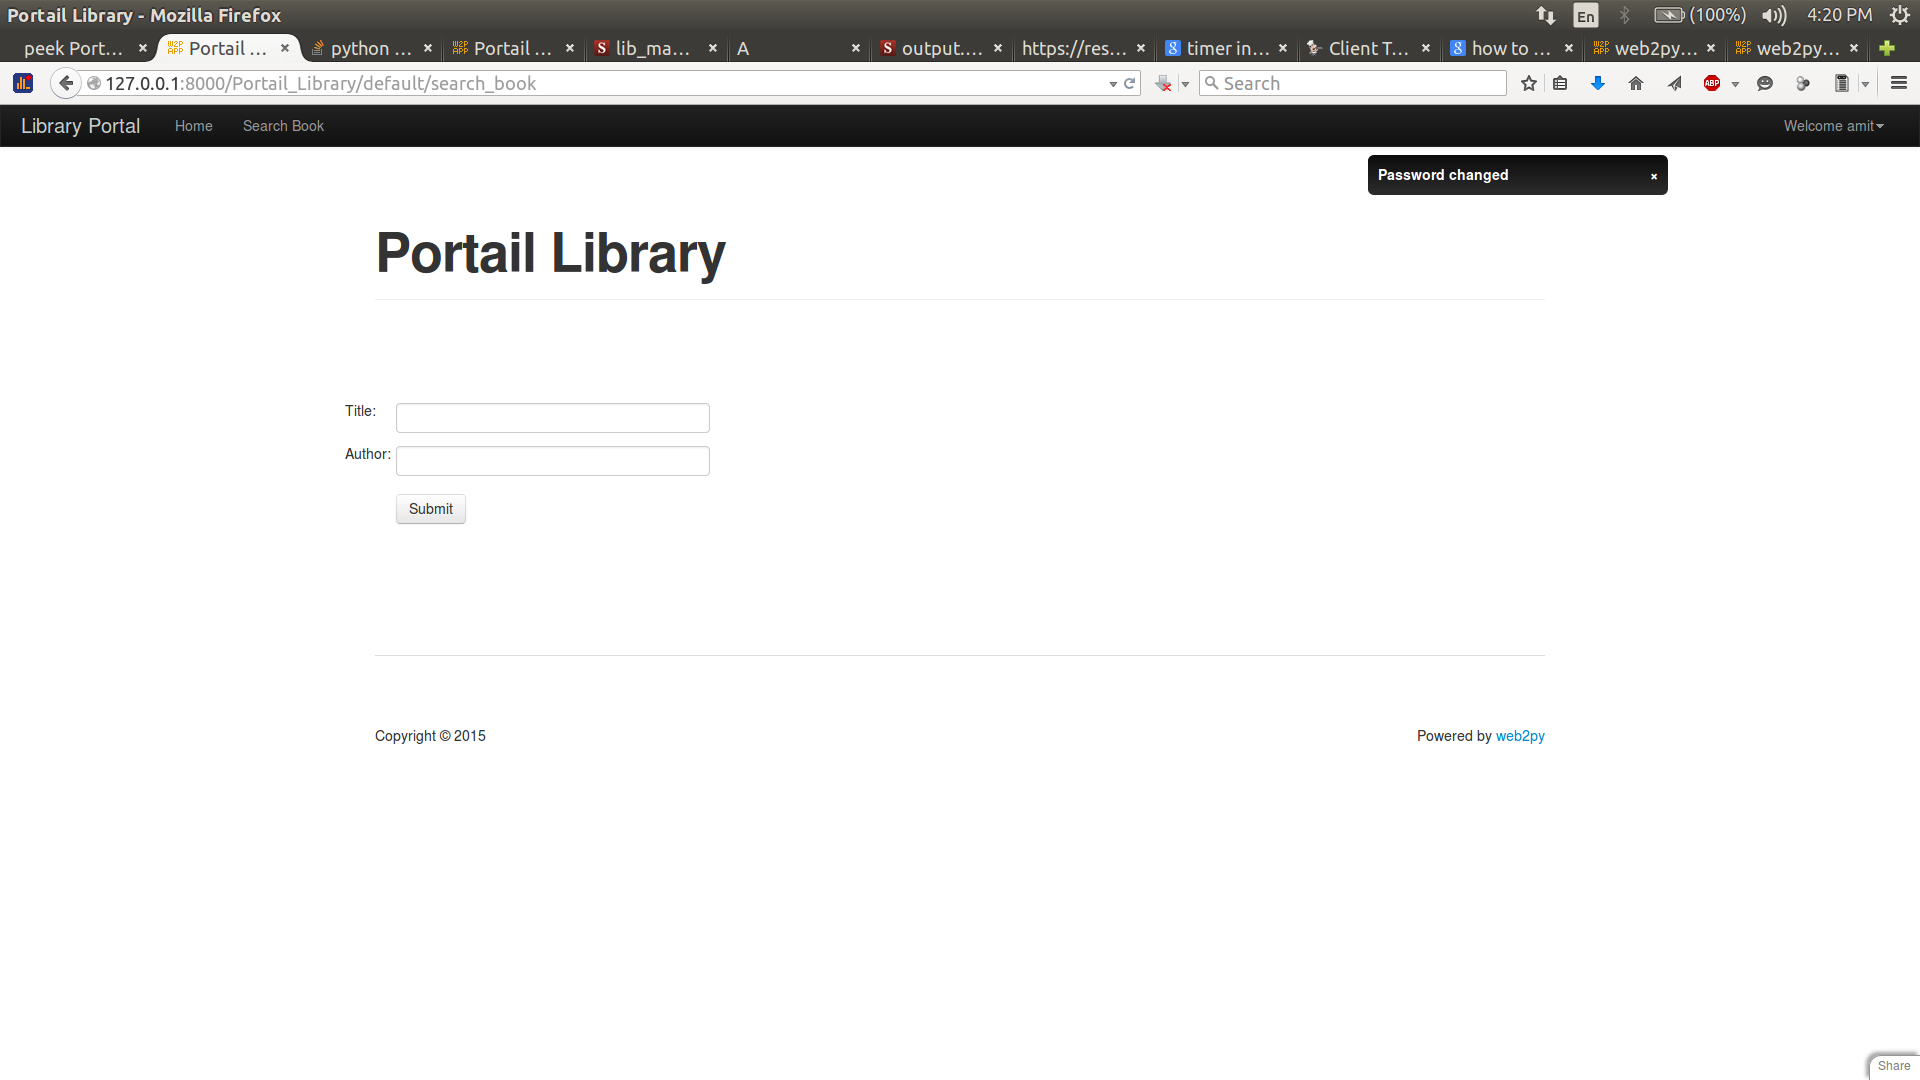 Portail Library - Mozilla Firefox
En
(100%)
4:20 PM
peek Port...
Portail ...
python ...
Portail ...
lib_ma...
A
output....
https://res...
timer in...
Client T...
how to ...
web2py...
web2py...
127.0.0.1:8000/Portail_Library/default/search_book
Search
ABP
Library Portal
Home
Search Book
Welcome amit
Password changed ×
Portail Library
Title:
Author:
Submit
Copyright © 2015
Powered by web2py
Share